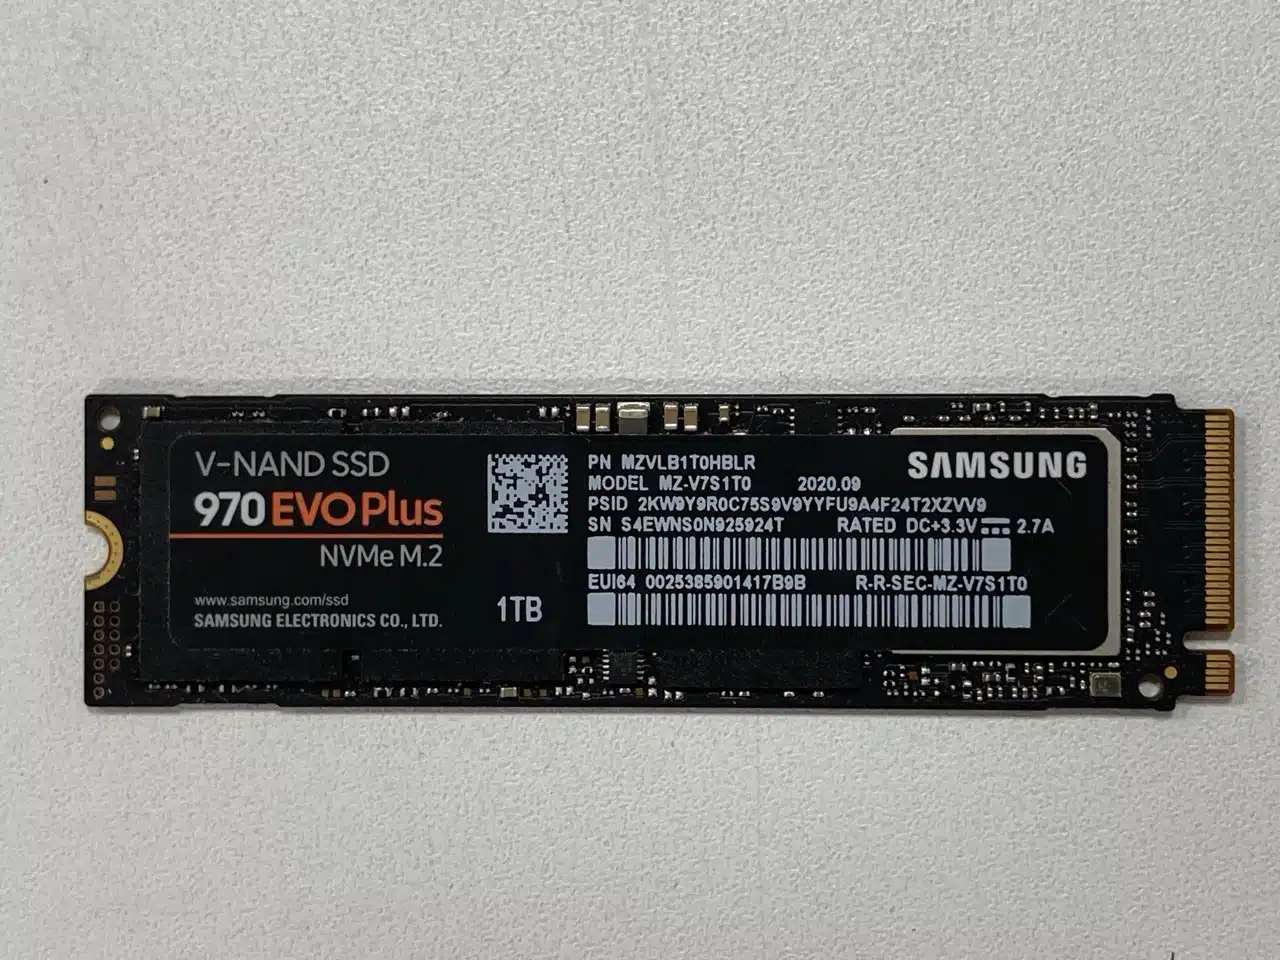 V-NAND SSD
970 EVO Plus
NVMe M.2
www.samsung.com/ssd
SAMSUNG ELECTRONICS CO., LTD.
1TB
PN MZVLB1T0HBLR
MODEL MZ-V7S1T0 2020.09
PSID 2KW9Y9R0C75S9V9YYFU9A4F24T2XZVV9
SN S4EWNS0N925924T RATED DC+3.3V 2.7A
EUI64 0025385901417B9B R-R-SEC-MZ-V7S1T0
SAMSUNG